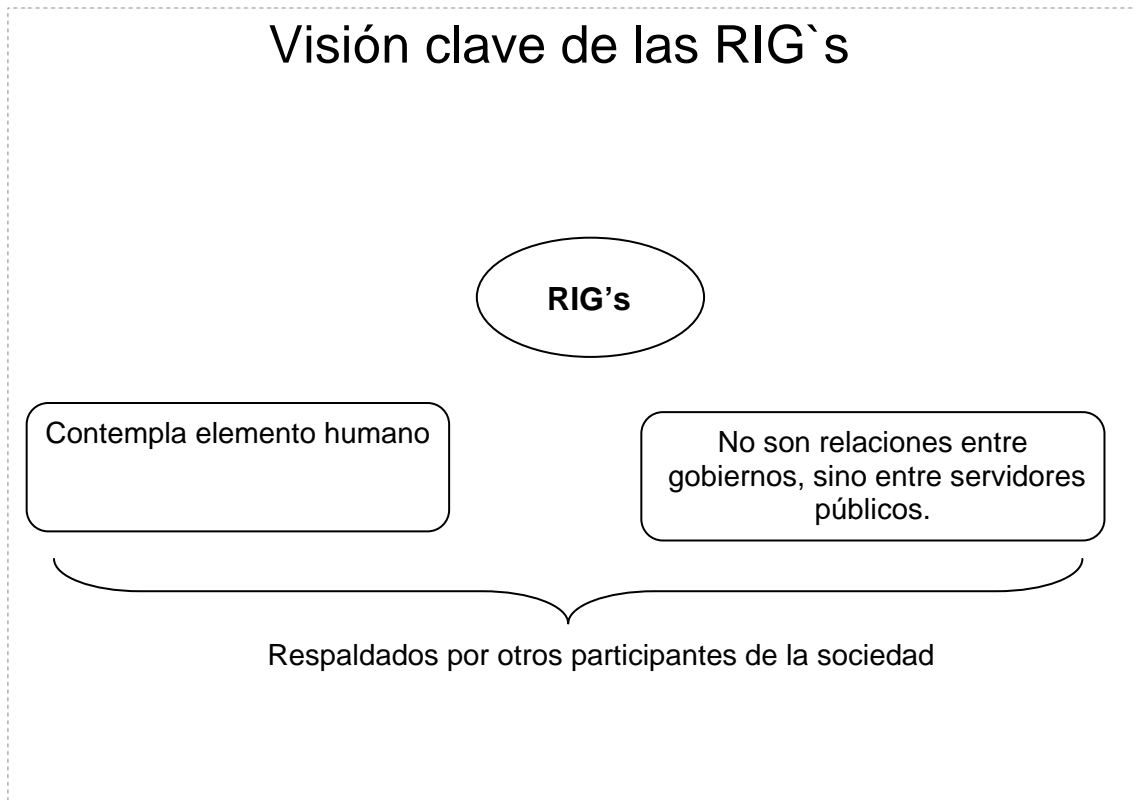 Visión clave de las RIG`s
RIG’s
Contempla elemento humano
No son relaciones entre
gobiernos, sino entre servidores
públicos.
Respaldados por otros participantes de la sociedad